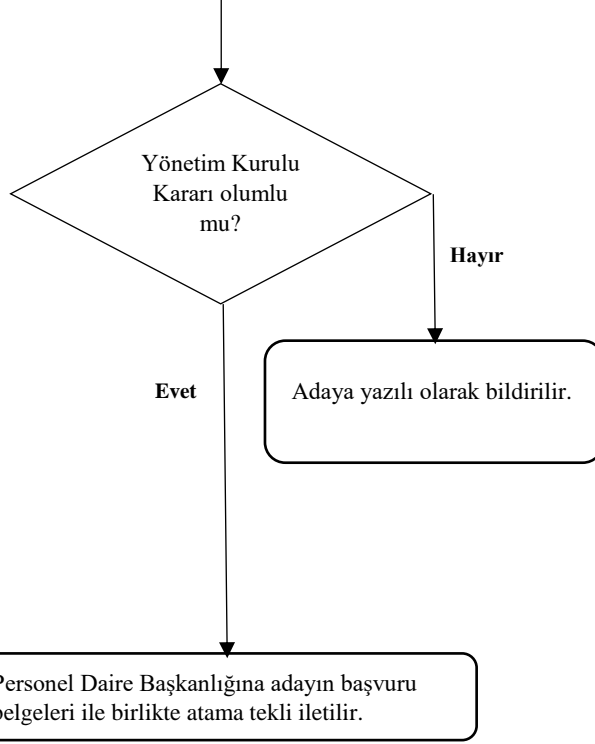 Yönetim Kurulu
Kararı olumlu
mu?
Hayır
Evet
Adaya yazılı olarak bildirilir.
Personel Daire Başkanlığına adayın başvuru
belgeleri ile birlikte atama tekli iletilir.